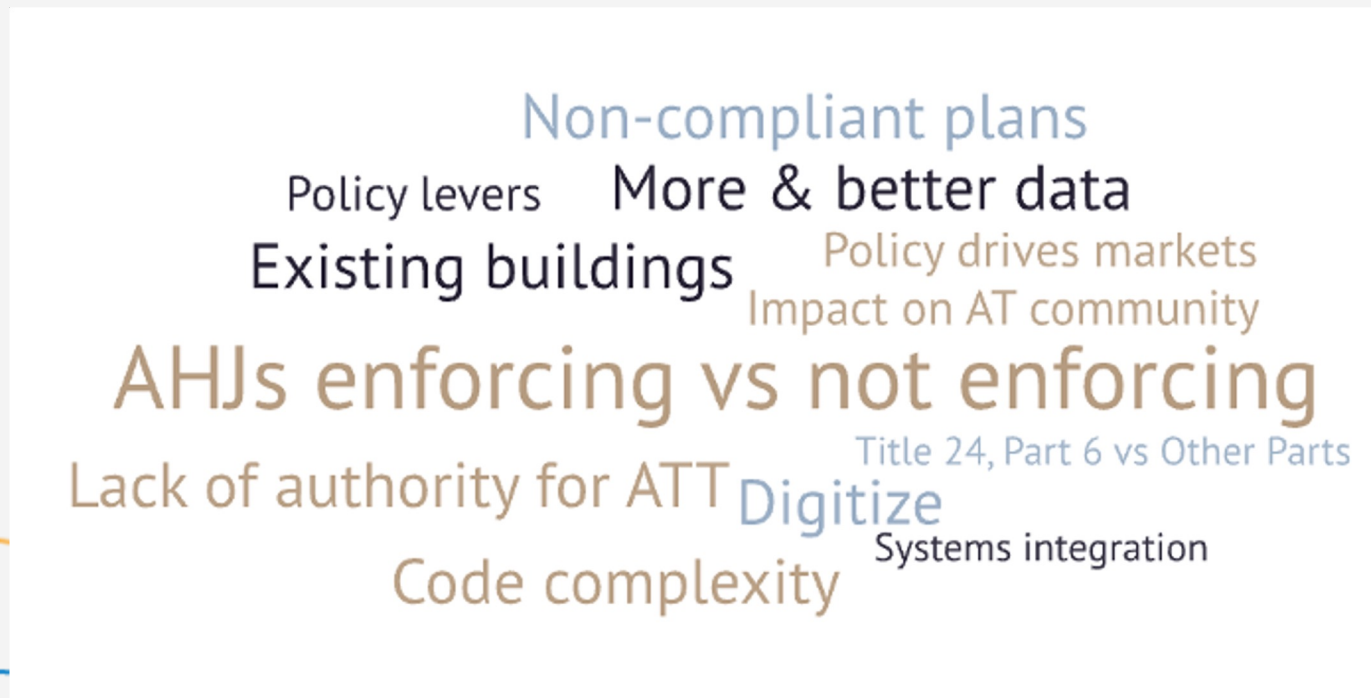 Non-compliant plans
Policy levers
More & better data
Existing buildings
Policy drives markets
Impact on AT community
AHJs enforcing vs not enforcing
Title 24, Part 6 vs Other Parts
Lack of authority for ATT
Digitize
Systems integration
Code complexity